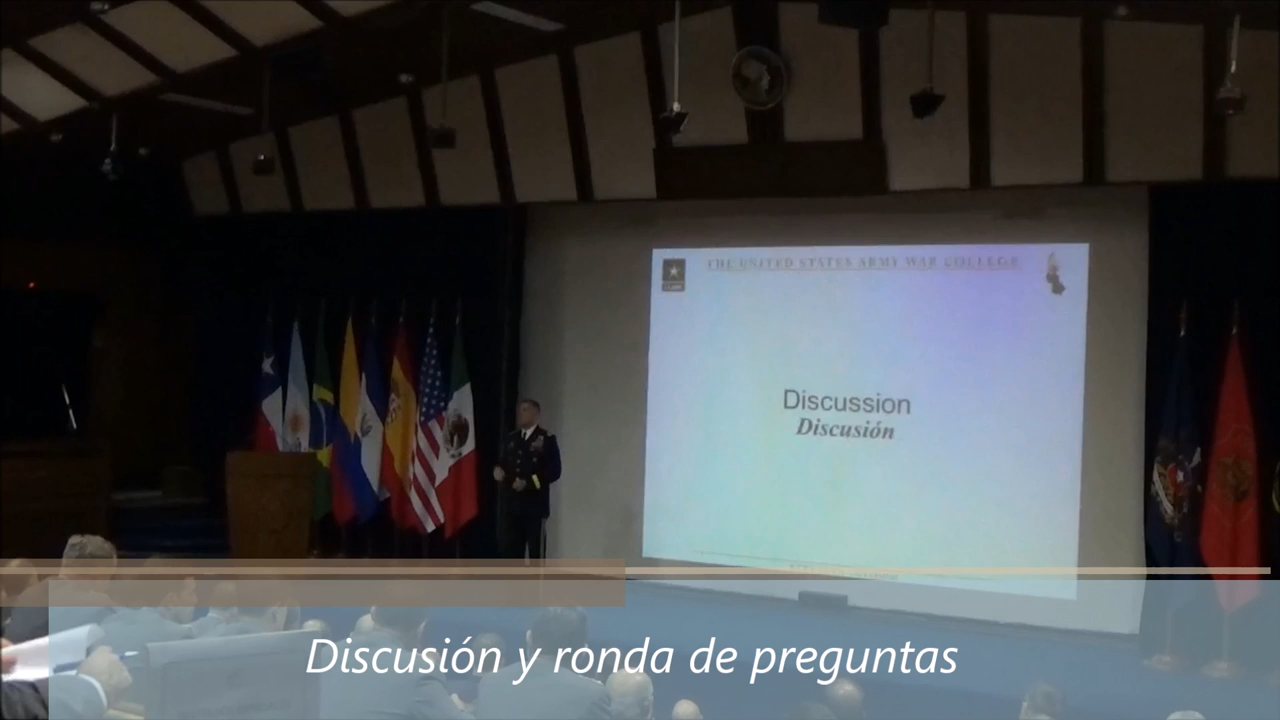 THE UNITED STATES ARMY WAR COLLEGE
Discussion
Discusión
Discusión y ronda de preguntas